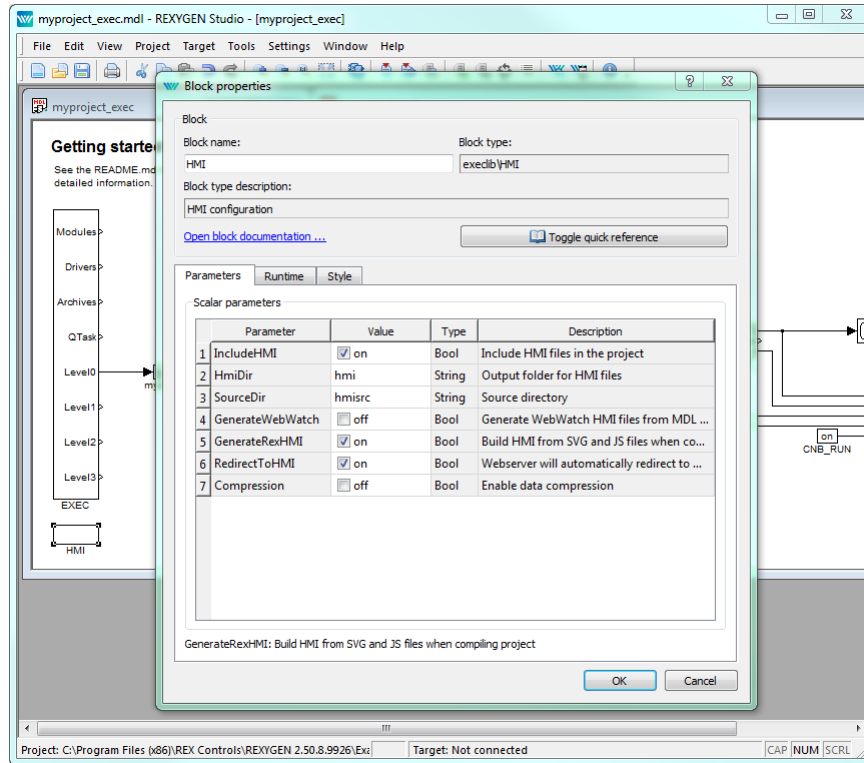 myproject_exec.mdl - REXYGEN Studio - [myproject_exec]
File Edit View Project Target Tools Settings Window Help
myproject_exec
Block properties
Getting starte
See the README.md
detailed information.
Modules
Drivers
Archives
QTask
Level0
Level1
Level2
Level3
EXEC
HMI
Block
Block name:
Block type:
HMI
execlib\HMI
Block type description:
HMI configuration
Open block documentation ...
Toggle quick reference
Parameters Runtime Style
Scalar parameters
Parameter Value Type Description
1 IncludeHMI on Bool Include HMI files in the project
2 HmiDir hmi String Output folder for HMI files
3 SourceDir hmisrc String Source directory
4 GenerateWebWatch off Bool Generate WebWatch HMI files from MDL ...
5 GenerateRexHMI on Bool Build HMI from SVG and JS files when co...
6 RedirectToHMI on Bool Webserver will automatically redirect to ...
7 Compression off Bool Enable data compression
on
CNB_RUN
GenerateRexHMI: Build HMI from SVG and JS files when compiling project
OK Cancel
Project: C:\Program Files (x86)\REX Controls\REXYGEN 2.50.8.9926\Exa Target: Not connected CAP NUM SCRL